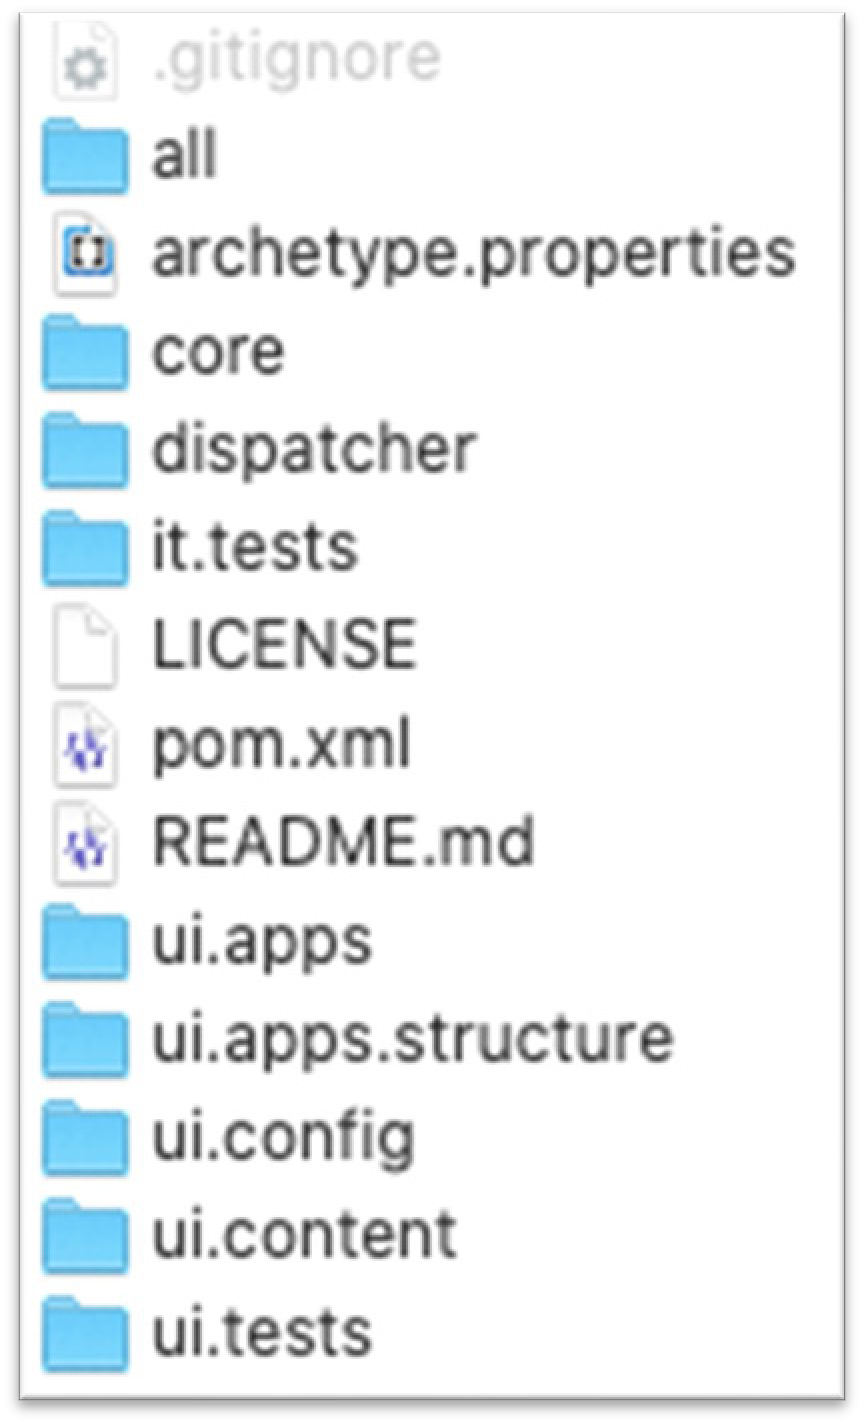 .gitignore
all
archetype.properties
core
dispatcher
it.tests
LICENSE
pom.xml
README.md
ui.apps
ui.apps.structure
ui.config
ui.content
ui.tests